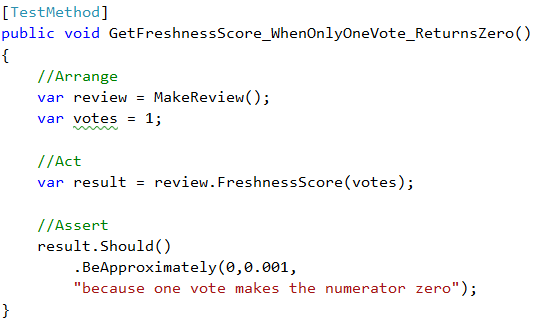 [TestMethod]
public void GetFreshnessScore_WhenOnlyOneVote_ReturnsZero()
{
    //Arrange
    var review = MakeReview();
    var votes = 1;

    //Act
    var result = review.FreshnessScore(votes);

    //Assert
    result.Should()
        .BeApproximately(0,0.001,
        "because one vote makes the numerator zero");
}